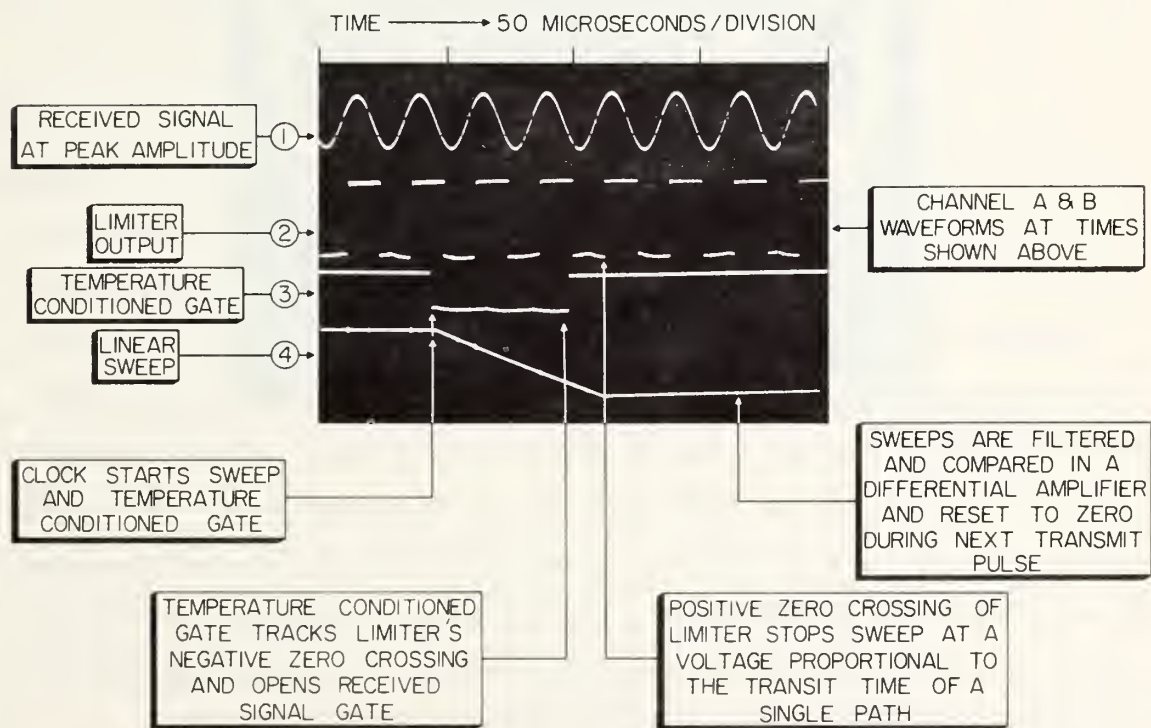 TIME 50 MICROSECONDS/DIVISION
RECEIVED SIGNAL
AT PEAK AMPLITUDE
1
LIMITER
OUTPUT
2
TEMPERATURE
CONDITIONED GATE
3
LINEAR
SWEEP
4
CHANNEL A & B
WAVEFORMS AT TIMES
SHOWN ABOVE
CLOCK STARTS SWEEP
AND TEMPERATURE
CONDITIONED GATE
SWEEPS ARE FILTERED
AND COMPARED IN A
DIFFERENTIAL AMPLIFIER
AND RESET TO ZERO
DURING NEXT TRANSMIT
PULSE
TEMPERATURE CONDITIONED
GATE TRACKS LIMITER'S
NEGATIVE ZERO CROSSING
AND OPENS RECEIVED
SIGNAL GATE
POSITIVE ZERO CROSSING OF
LIMITER STOPS SWEEP AT A
VOLTAGE PROPORTIONAL TO
THE TRANSIT TIME OF A
SINGLE PATH